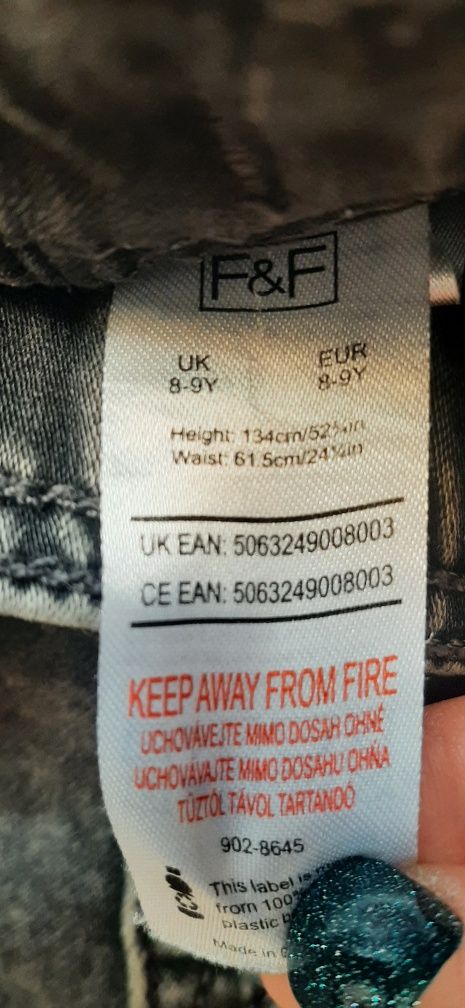 F&F
UK EUR
8-9Y 8-9Y
Height: 134cm/52¾in
Waist: 61.5cm/24¼in
UK EAN: 5063249008003
CE EAN: 5063249008003
KEEP AWAY FROM FIRE
UCHOVÁVEJTE MIMO DOSAH OHNĚ
UCHOVÁVAJTE MIMO DOSAHU OHŇA
TŰZTŐL TÁVOL TARTANDÓ
902-8645
This label is
from 100%
plastic
Made in